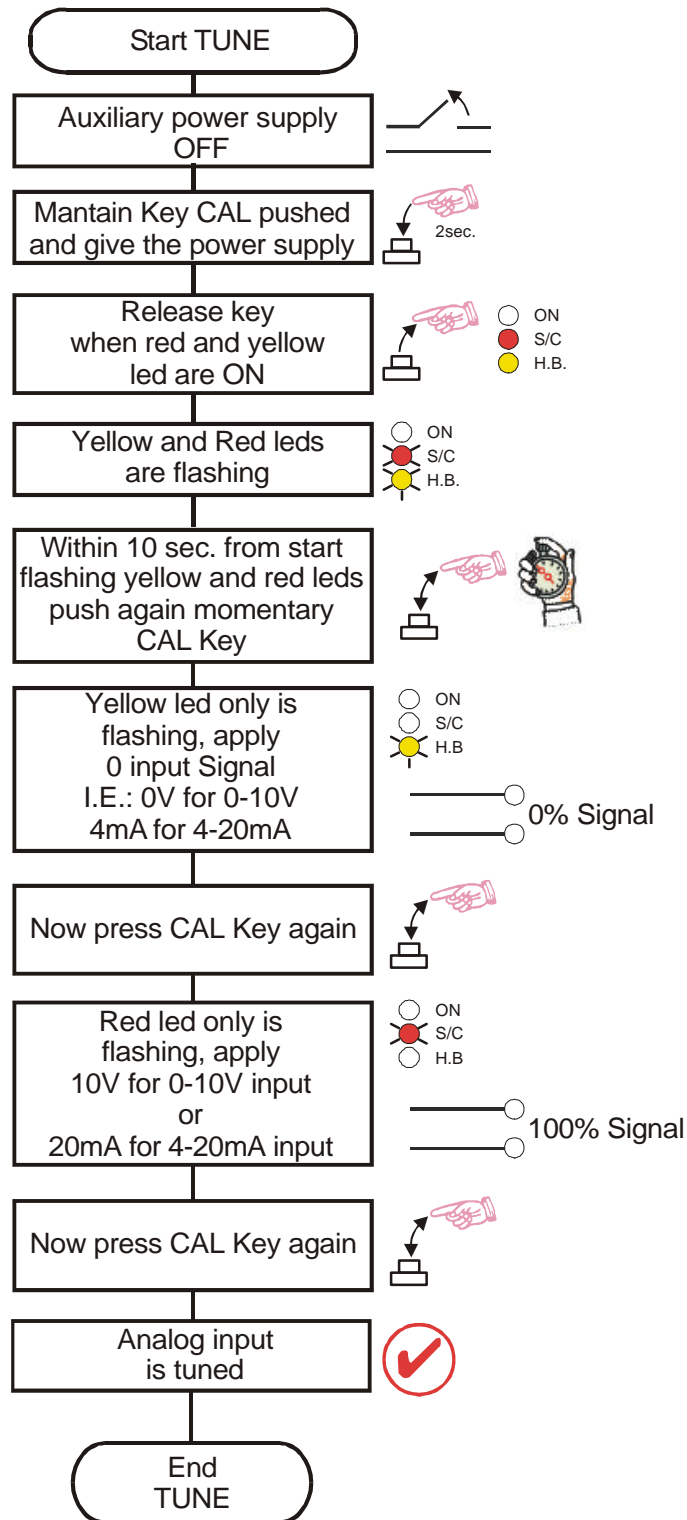 Start TUNE
Auxiliary power supply
OFF
Mantain Key CAL pushed
and give the power supply
2sec.
Release key
when red and yellow
led are ON
ON
S/C
H.B.
Yellow and Red leds
are flashing
ON
S/C
H.B.
Within 10 sec. from start
flashing yellow and red leds
push again momentary
CAL Key
Yellow led only is
flashing, apply
0 input Signal
I.E.: 0V for 0-10V
4mA for 4-20mA
ON
S/C
H.B
0% Signal
Now press CAL Key again
Red led only is
flashing, apply
10V for 0-10V input
or
20mA for 4-20mA input
ON
S/C
H.B
100% Signal
Now press CAL Key again
Analog input
is tuned
End
TUNE